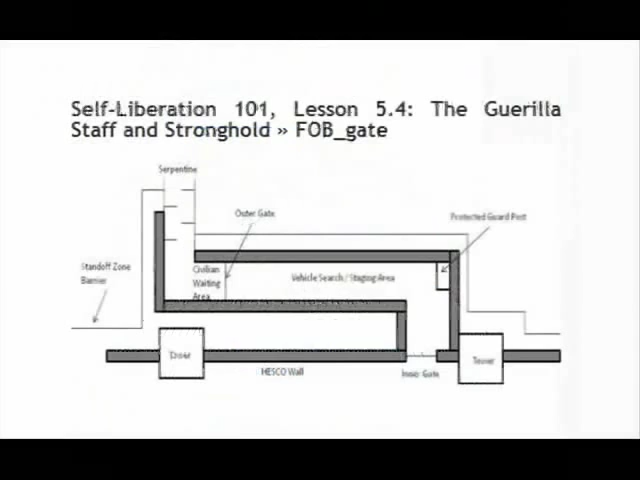 Self-Liberation 101, Lesson 5.4: The Guerilla
Staff and Stronghold » FOB_gate
Serpentine
Outer Gate
Protected Guard Post
Standoff Zone
Barrier
Civilian
Waiting
Area
Vehicle Search / Staging Area
Tower
Tower
HESCO Wall
Inner Gate